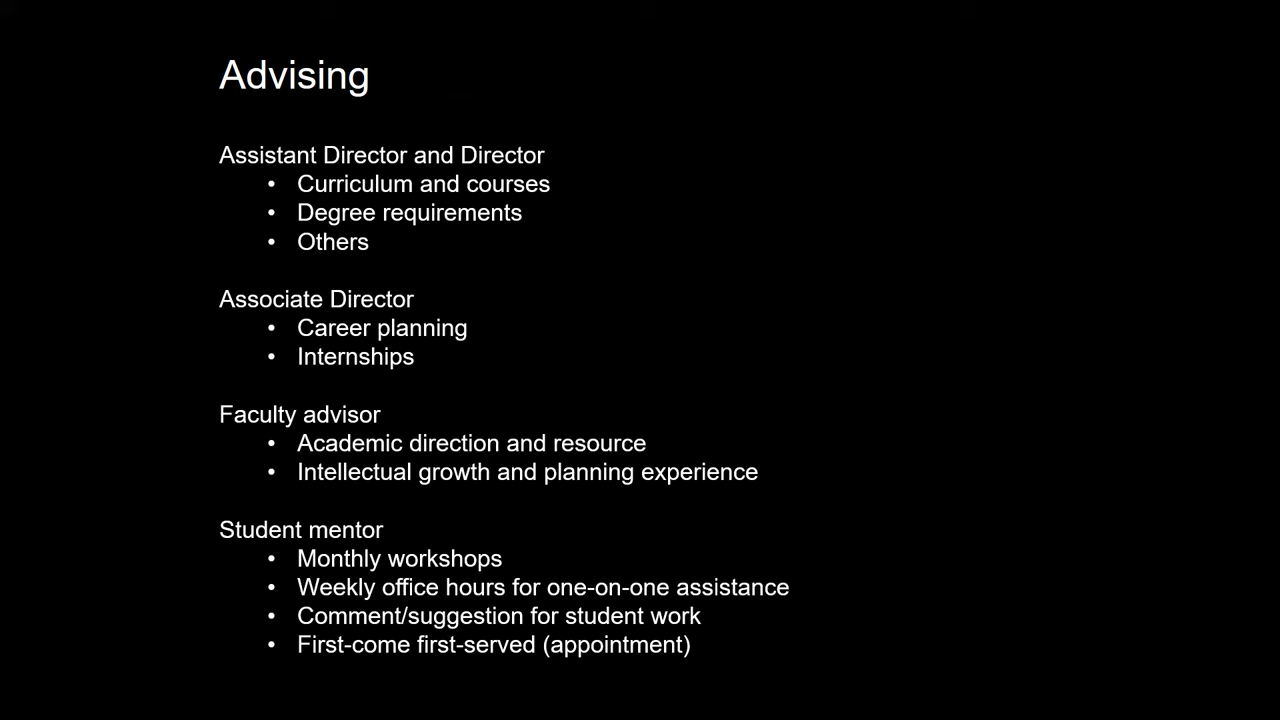 Advising
Assistant Director and Director
• Curriculum and courses
• Degree requirements
• Others
Associate Director
• Career planning
• Internships
Faculty advisor
• Academic direction and resource
• Intellectual growth and planning experience
Student mentor
• Monthly workshops
• Weekly office hours for one-on-one assistance
• Comment/suggestion for student work
• First-come first-served (appointment)